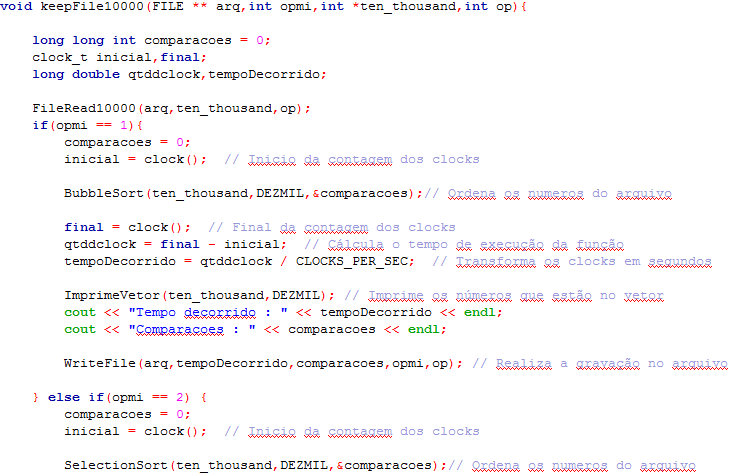 void keepFile10000(FILE ** arq,int opmi,int *ten_thousand,int op){
long long int comparacoes = 0;
clock_t inicial,final;
long double qtddclock,tempoDecorrido;
FileRead10000(arq,ten_thousand,op);
if(opmi == 1){
comparacoes = 0;
inicial = clock(); // Inicio da contagem dos clocks
BubbleSort(ten_thousand,DEZMIL,&comparacoes);// Ordena os numeros do arquivo
final = clock(); // Final da contagem dos clocks
qtddclock = final - inicial; // Cálcula o tempo de execução da função
tempoDecorrido = qtddclock / CLOCKS_PER_SEC; // Transforma os clocks em segundos
ImprimeVetor(ten_thousand,DEZMIL); // Imprime os números que estão no vetor
cout << "Tempo decorrido : " << tempoDecorrido << endl;
cout << "Comparacoes : " << comparacoes << endl;
WriteFile(arq,tempoDecorrido,comparacoes,opmi,op); // Realiza a gravação no arquivo
} else if(opmi == 2) {
comparacoes = 0;
inicial = clock(); // Inicio da contagem dos clocks
SelectionSort(ten_thousand,DEZMIL,&comparacoes);// Ordena os numeros do arquivo